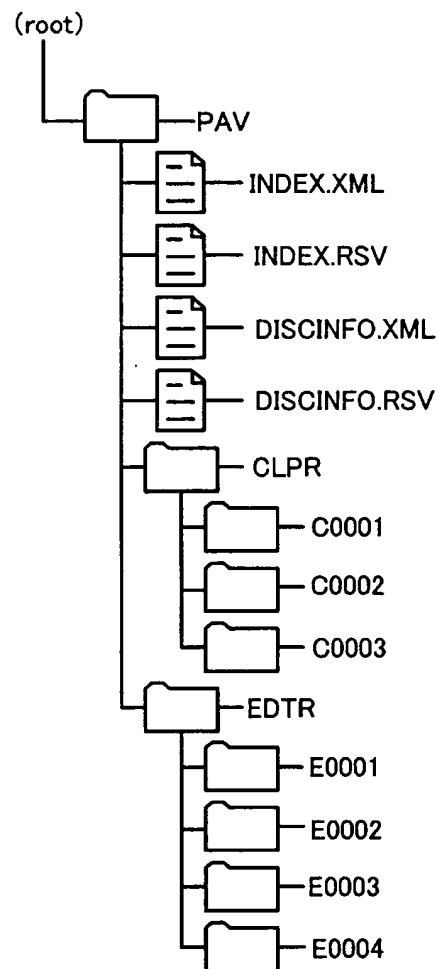 (root)
PAV
INDEX.XML
INDEX.RSV
DISCINFO.XML
DISCINFO.RSV
CLPR
C0001
C0002
C0003
EDTR
E0001
E0002
E0003
E0004